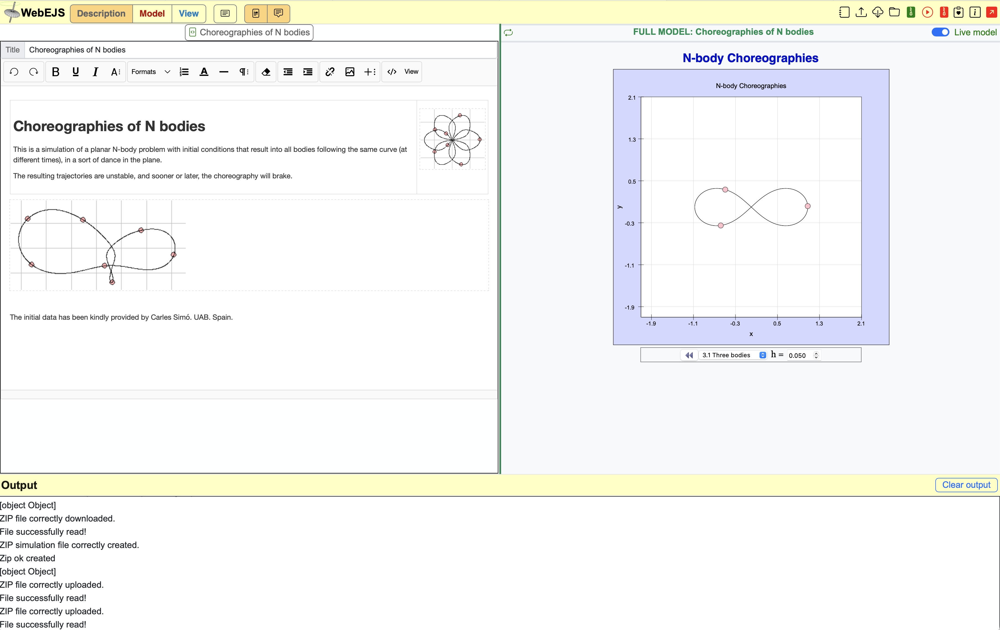 WebEJS
Description Model View
Choreographies of N bodies
FULL MODEL: Choreographies of N bodies
Live model
Title Choreographies of N bodies
B U I A Formats A View
Choreographies of N bodies
This is a simulation of a planar N-body problem with initial conditions that result into all bodies following the same curve (at
different times), in a sort of dance in the plane.
The resulting trajectories are unstable, and sooner or later, the choreography will brake.
The initial data has been kindly provided by Carles Simó. UAB. Spain.
N-body Choreographies
N-body Choreographies
2.1
1.3
0.5
-0.3
-1.1
-1.9
y
-1.9 -1.1 -0.3 0.5 1.3 2.1
x
3.1 Three bodies h = 0.050
Output
Clear output
[object Object]
ZIP file correctly downloaded.
File successfully read!
ZIP simulation file correctly created.
Zip ok created
[object Object]
ZIP file correctly uploaded.
File successfully read!
ZIP file correctly uploaded.
File successfully read!